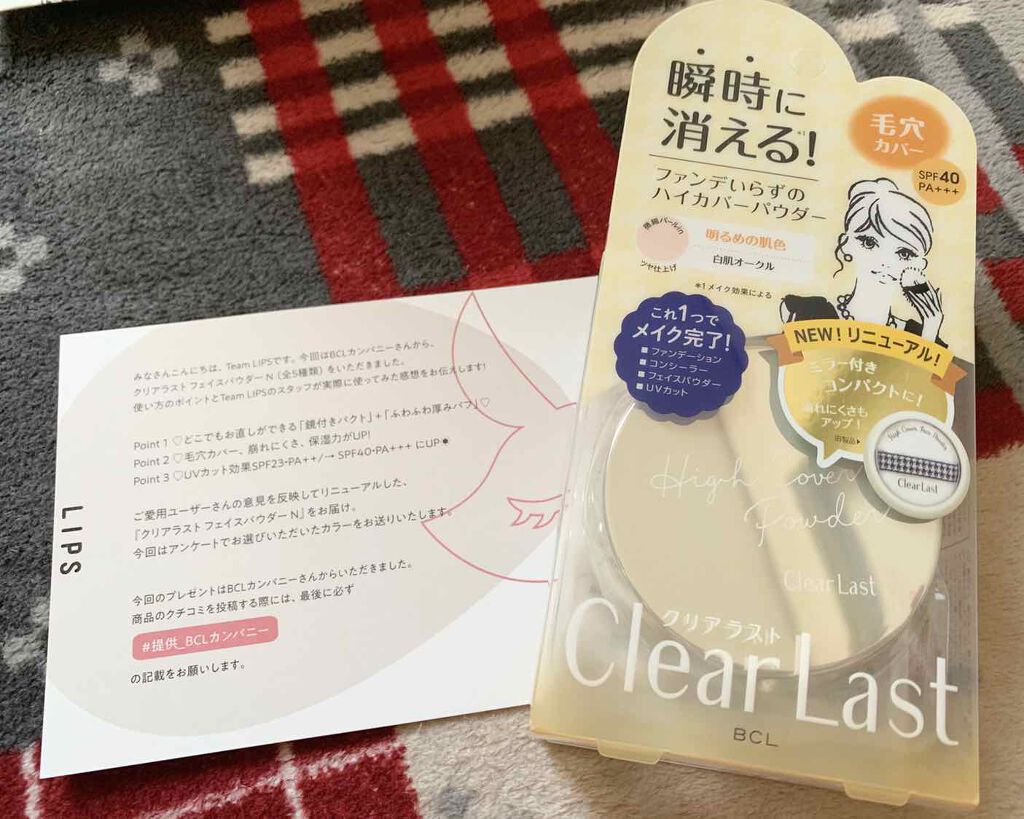 みなさんこんにちは、Team LIPSです。今回はBCLカンパニーさんから、
クリアラスト フェイスパウダー N（全5種類）をいただきました。
使い方のポイントとTeam LIPSのスタッフが実際に使ってみた感想をお伝えします!
Point 1 ♡どこでもお直しができる「鏡付きパクト」+「ふわふわ厚みパフ」♡
Point 2 ♡毛穴カバー、崩れにくさ、保湿力がUP!
Point 3 ♡UVカット効果SPF23・PA++/→ SPF40・PA+++ にUP
ご愛用ユーザーさんの意見を反映してリニューアルした、
『クリアラスト フェイスパウダー N』をお届け。
今回はアンケートでお選びいただいたカラーをお送りいたします。
今回のプレゼントはBCLカンパニーさんからいただきました。
商品のクチコミを投稿する際には、最後に必ず
#提供_BCLカンパニー
の記載をお願いします。
LIPS
瞬時に
消える!
*1
ファンデいらずの
ハイカバーパウダー
毛穴
カバー
SPF40
PA+++
微細パールin
ツヤ仕上げ
明るめの肌色
白肌オークル
*1 メイク効果による
これ1つで
メイク完了!
■ ファンデーション
■ コンシーラー
■ フェイスパウダー
■ UVカット
NEW! リニューアル!
ミラー付き
コンパクトに!
崩れにくさも
アップ!
旧製品▶
High Cover Face Powder
ClearLast
High Cover
Powder
ClearLast
クリアラスト
Clear Last
BCL